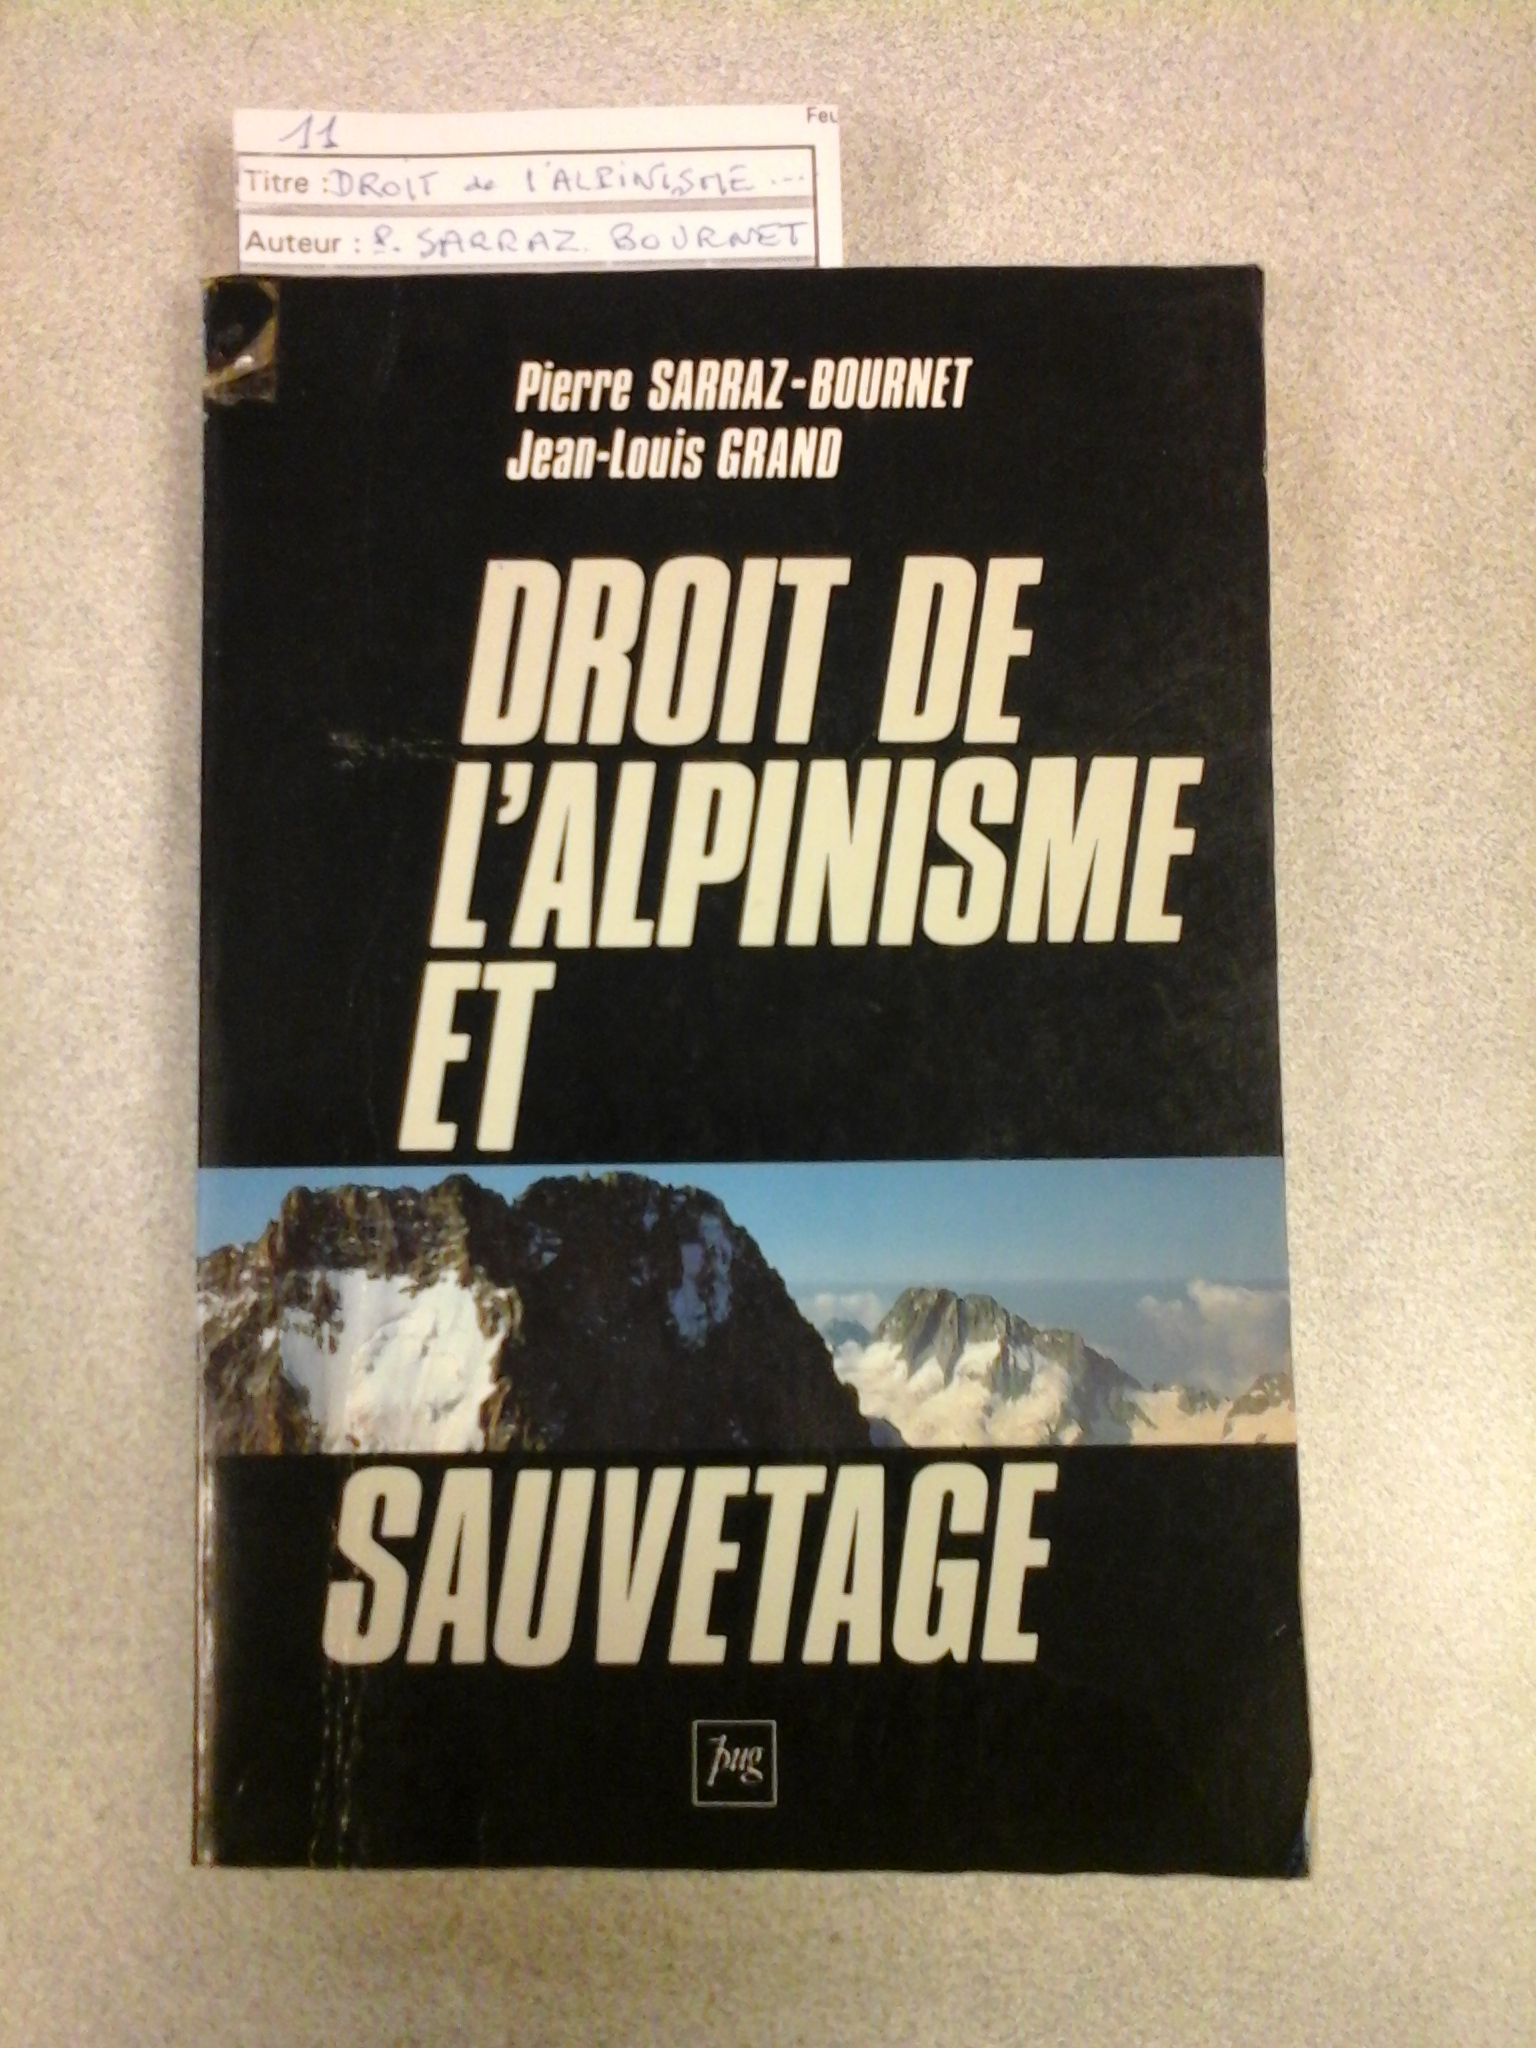 11
Feu
Titre : DROIT de l'ALPINISME ...
Auteur : P. SARRAZ. BOURNET
Pierre SARRAZ-BOURNET
Jean-Louis GRAND
DROIT DE
L'ALPINISME
ET
SAUVETAGE
pug